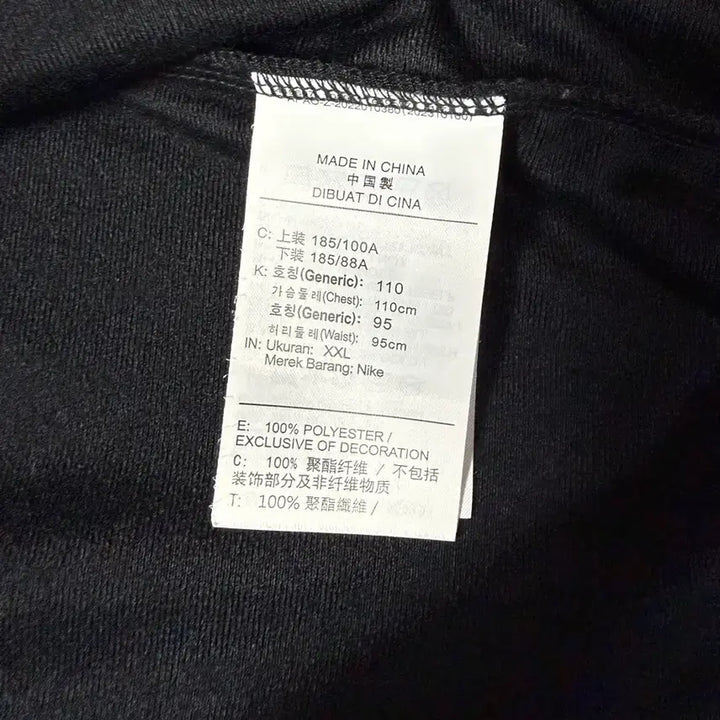 MADE IN CHINA
中国製
DIBUAT DI CINA
C: 上装 185/100A
下装 185/88A
K: 호칭(Generic): 110
가슴둘레(Chest): 110cm
호칭(Generic): 95
허리둘레(Waist): 95cm
IN: Ukuran: XXL
Merek Barang: Nike
E: 100% POLYESTER /
EXCLUSIVE OF DECORATION
C: 100% 聚酯纤维 / 不包括
装饰部分及非纤维物质
T: 100% 聚酯纖維 /